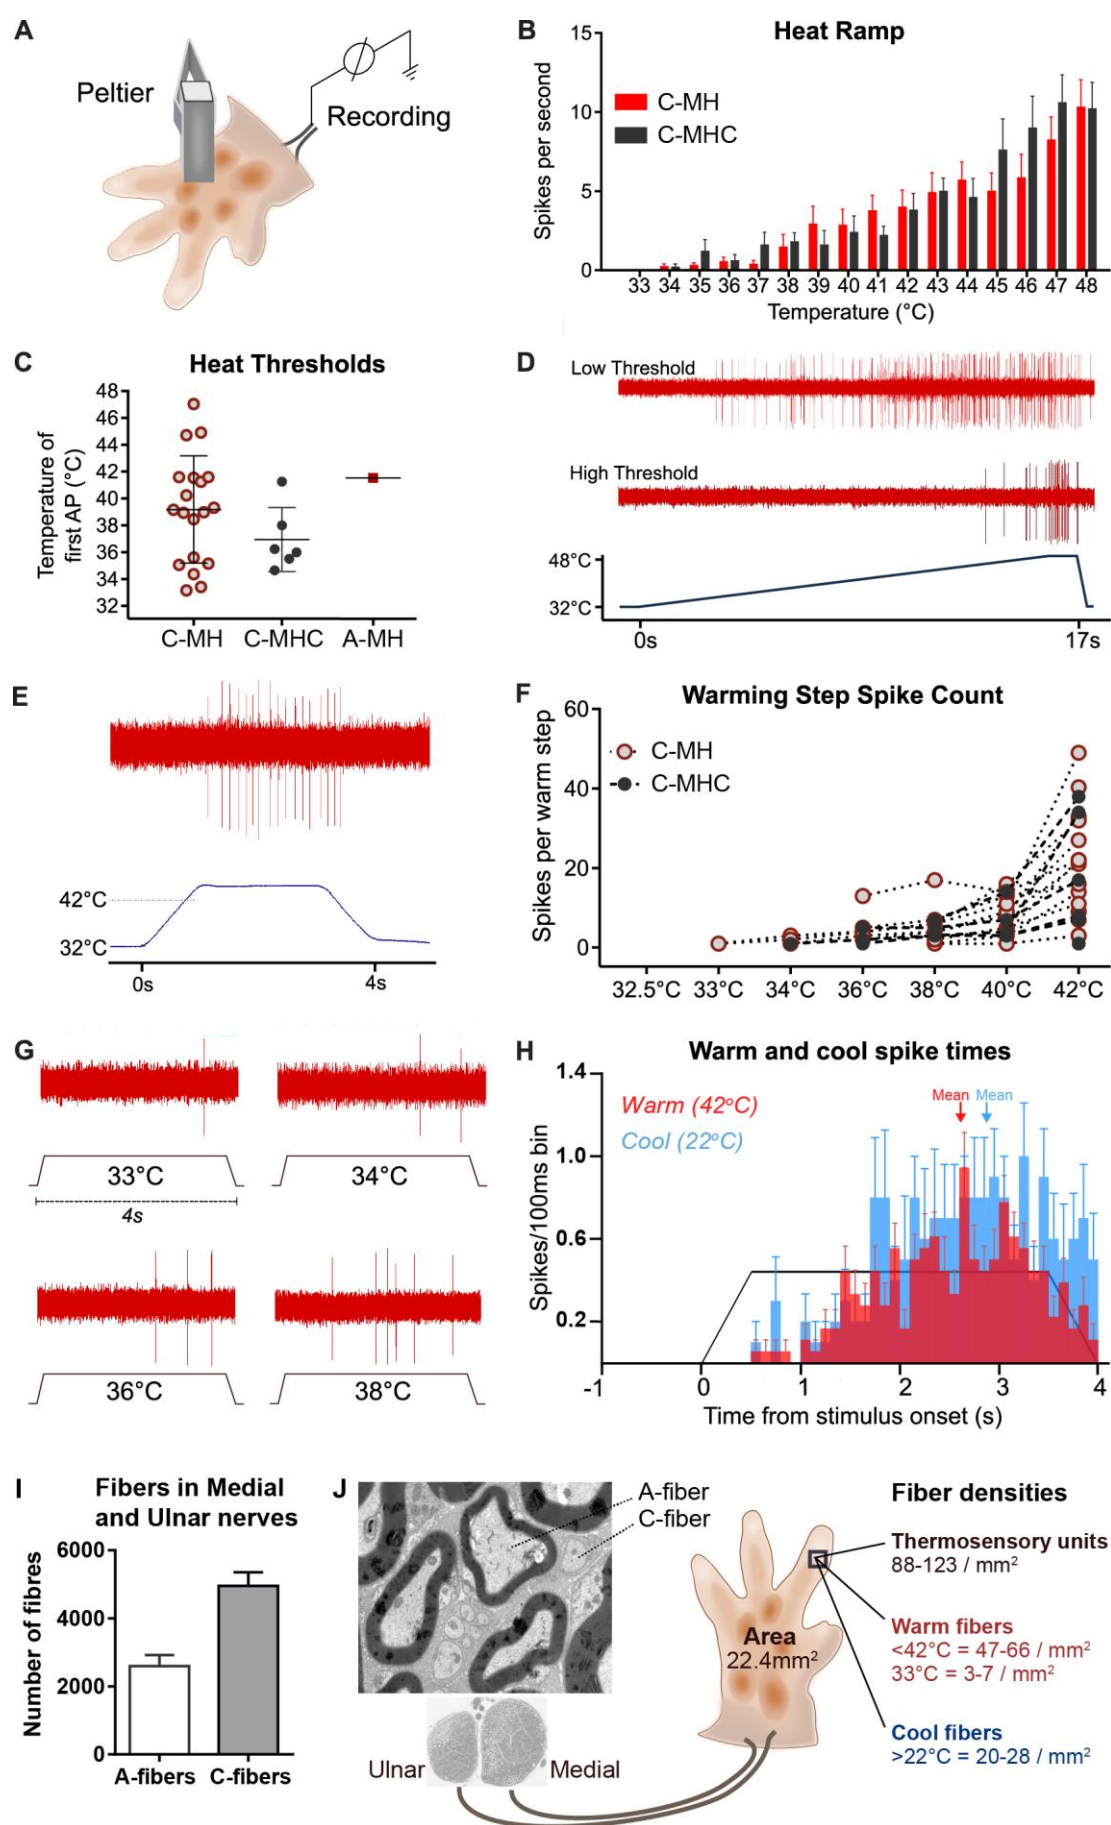 A
Peltier
Recording
B
Heat Ramp
15
10
5
0
Spikes per second
C-MH
C-MHC
33 34 35 36 37 38 39 40 41 42 43 44 45 46 47 48
Temperature (°C)
C
Heat Thresholds
48
46
44
42
40
38
36
34
32
Temperature of
first AP (°C)
C-MH C-MHC A-MH
D
Low Threshold
High Threshold
48°C
32°C
0s 17s
E
42°C
32°C
0s 4s
F
Warming Step Spike Count
60
40
20
0
Spikes per warm step
C-MH
C-MHC
32.5°C 33°C 34°C 36°C 38°C 40°C 42°C
G
33°C 34°C
4s
36°C 38°C
H
Warm and cool spike times
1.4
1.0
0.6
0.2
Spikes/100ms bin
Warm (42°C)
Cool (22°C)
Mean Mean
-1 0 1 2 3 4
Time from stimulus onset (s)
I
Fibers in Medial
and Ulnar nerves
6000
4000
2000
0
Number of fibres
A-fibers C-fibers
J
A-fiber
C-fiber
Ulnar Medial
Area
22.4mm²
Fiber densities
Thermosensory units
88-123 / mm²
Warm fibers
<42°C = 47-66 / mm²
33°C = 3-7 / mm²
Cool fibers
>22°C = 20-28 / mm²